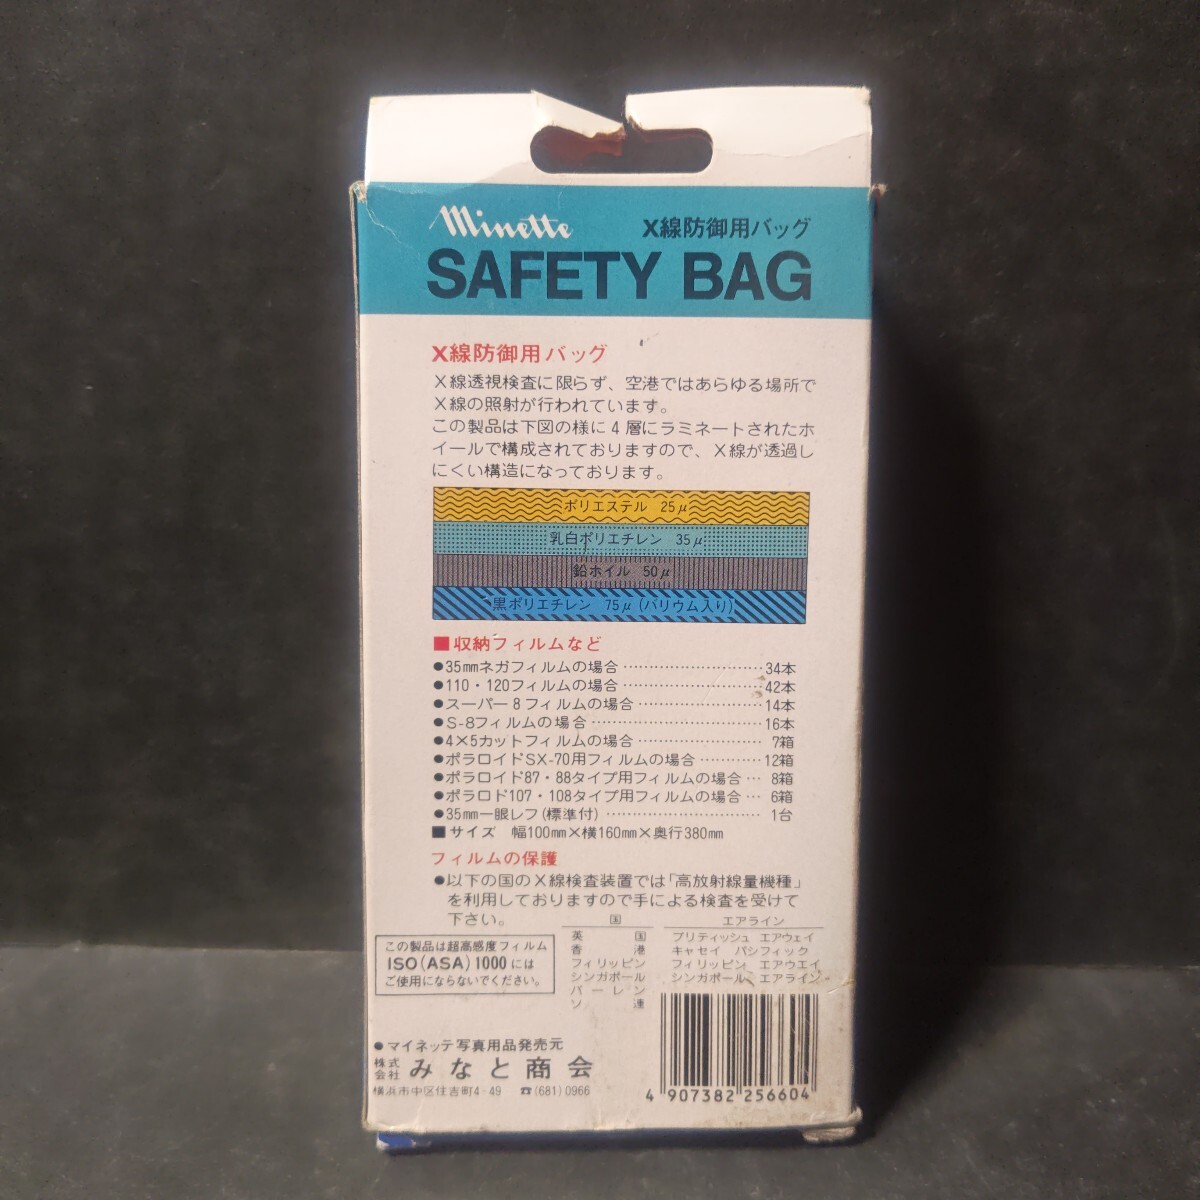 Minette X線防御用バッグ
SAFETY BAG
X線防御用バッグ
X線透視検査に限らず、空港ではあらゆる場所で
X線の照射が行われています。
この製品は下図の様に4層にラミネートされたホ
イールで構成されておりますので、X線が透過し
にくい構造になっております。
ポリエステル 25μ
乳白ポリエチレン 35μ
鉛ホイル 50μ
黒ポリエチレン 75μ(バリウム入り)
■収納フィルムなど
●35mmネガフィルムの場合………………………34本
●110・120フィルムの場合…………………42本
●スーパー8フィルムの場合…………………14本
●S-8フィルムの場合…………………………16本
●4×5カットフィルムの場合…………………7箱
●ポラロイドSX-70用フィルムの場合…………12箱
●ポラロイド87・88タイプ用フィルムの場合…8箱
●ポラロド107・108タイプ用フィルムの場合…6箱
●35mm一眼レフ(標準付)…………………………1台
■サイズ 幅100mm×横160mm×奥行380mm
フィルムの保護
●以下の国のX線検査装置では「高放射線量機種」
を利用しておりますので手による検査を受けて
下さい。
国 エアライン
英国 ブリティッシュ エアウェイ
香港 キャセイ パシフィック
フィリッピン フィリッピン エアウエイ
シンガポール シンガポール エアライン
バーレン
ソ連
この製品は超高感度フィルム
ISO(ASA)1000には
ご使用にならないでください。
●マイネッテ写真用品発売元
株式会社 みなと商会
横浜市中区住吉町4-49 ☎(681)0966
4 907382 256604